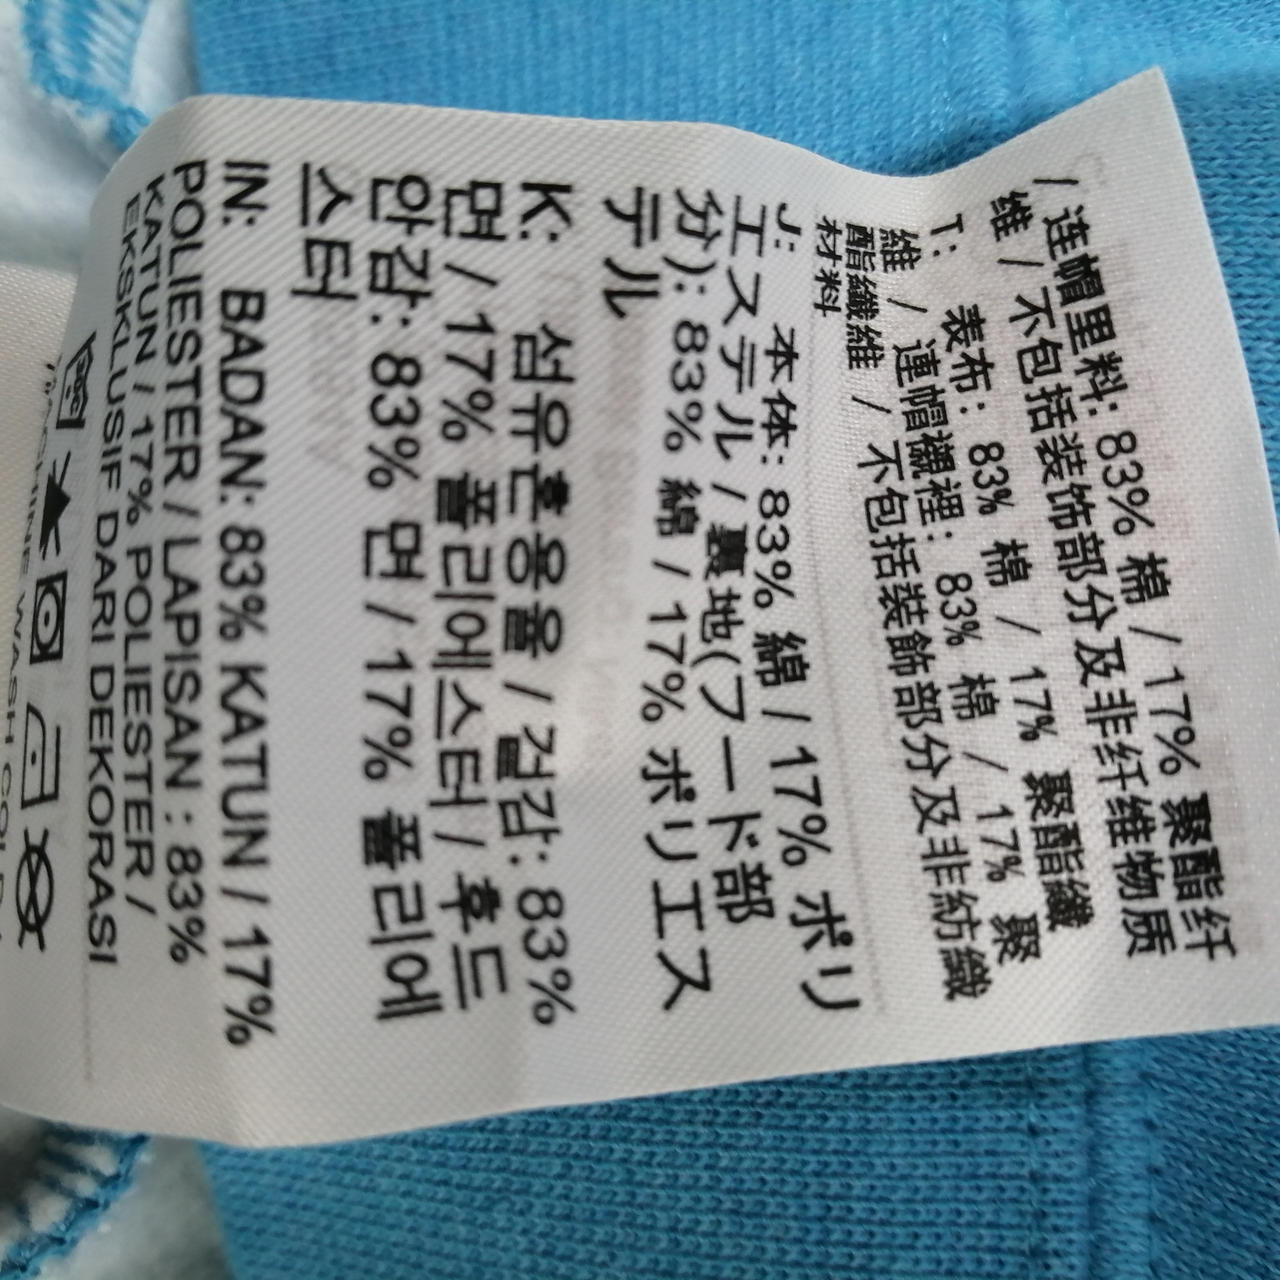 / 连帽里料: 83% 棉 / 17% 聚酯纤
维 / 不包括装饰部分及非纤维物质
T: 表布: 83% 棉 / 17% 聚酯纖
維 / 連帽襯裡: 83% 棉 / 17% 聚
酯纖維 / 不包括裝飾部分及非紡織
材料
J: 本体: 83% 綿 / 17% ポリ
エステル / 裏地(フード部
分): 83% 綿 / 17% ポリエス
テル
K: 섬유혼용율 / 겉감: 83%
면 / 17% 폴리에스터 / 후드
안감: 83% 면 / 17% 폴리에
스터
IN: BADAN: 83% KATUN / 17%
POLIESTER / LAPISAN : 83%
KATUN / 17% POLIESTER /
EKSKLUSIF DARI DEKORASI
WASH COLD